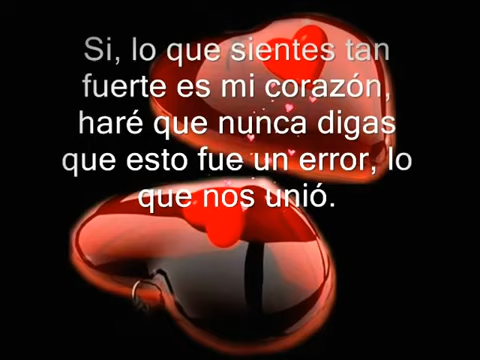 Si, lo que sientes tan
fuerte es mi corazón,
haré que nunca digas
que esto fue un error, lo
que nos unió.